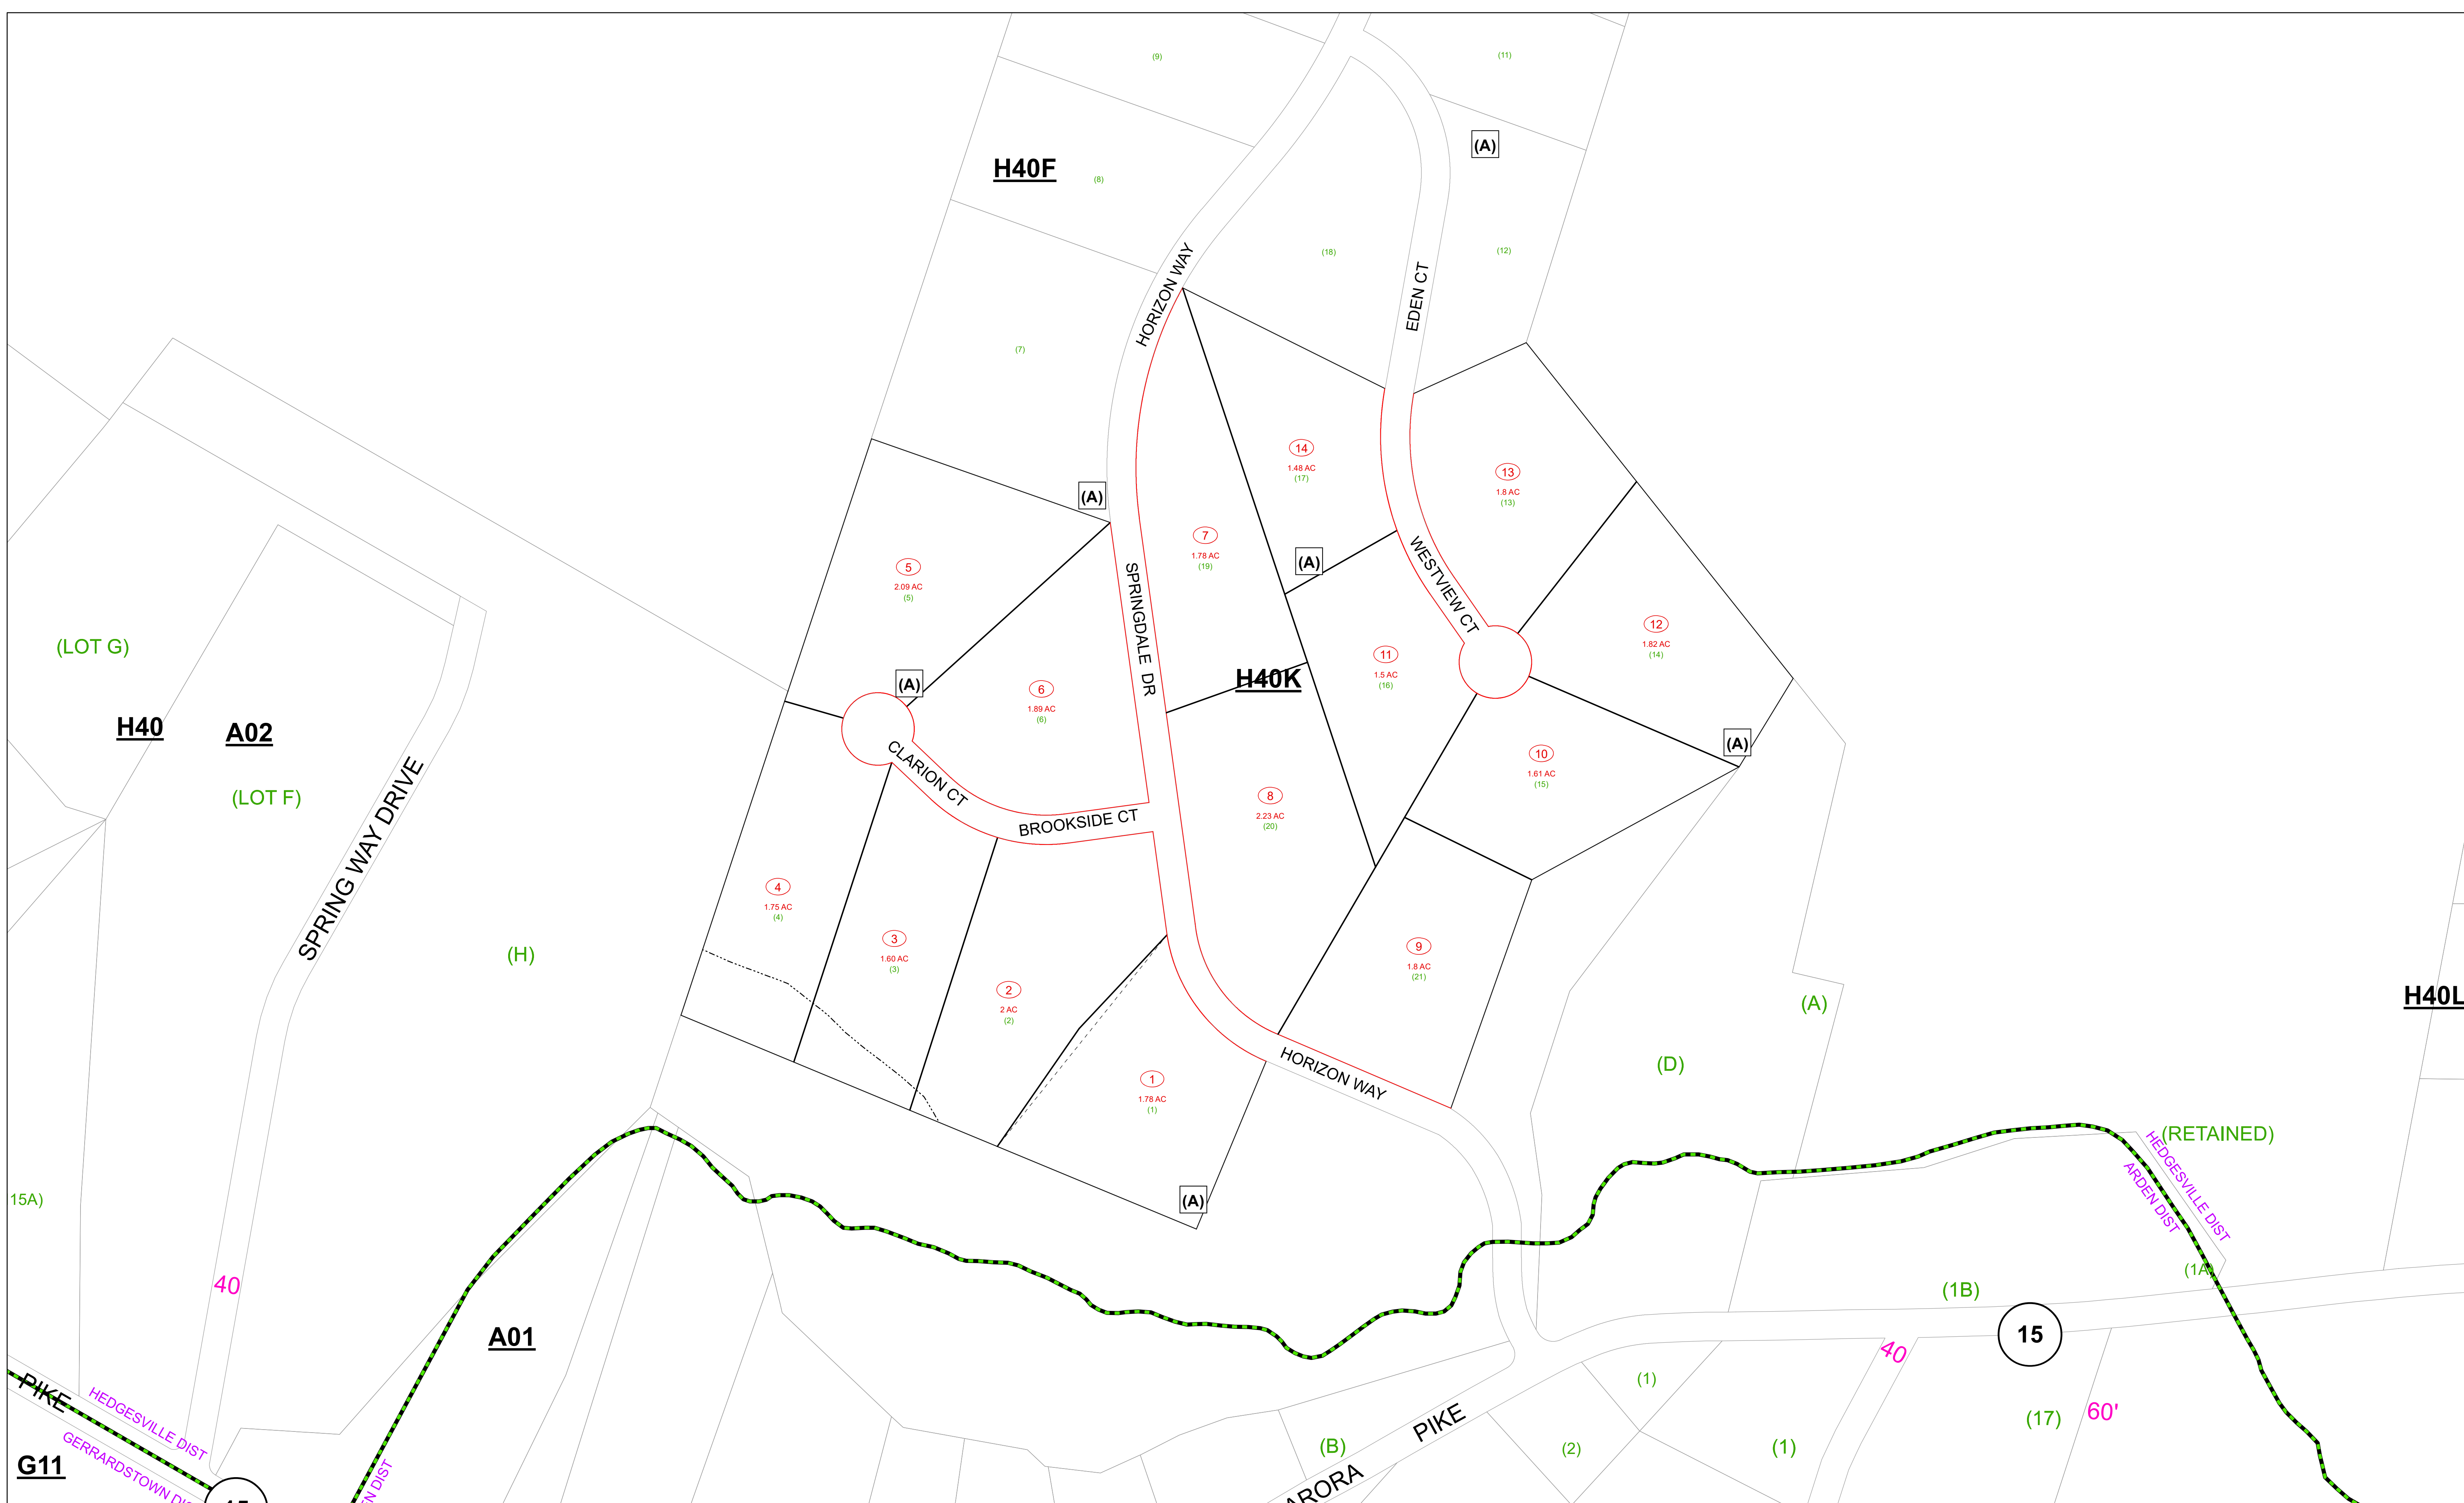 (9)
(11)
(A)
H40F
(8)
(18)
(12)
HORIZON WAY
EDEN CT
(7)
14
1.48 AC
(17)
13
1.8 AC
(13)
(A)
7
1.78 AC
(19)
(A)
WESTVIEW CT
5
2.09 AC
(5)
SPRINGDALE DR
12
1.82 AC
(14)
(LOT G)
11
1.5 AC
(16)
(A)
6
1.89 AC
(6)
H40K
H40
A02
(A)
10
1.61 AC
(15)
CLARION CT
BROOKSIDE CT
(LOT F)
8
2.23 AC
(20)
SPRING WAY DRIVE
4
1.75 AC
(4)
3
1.60 AC
(3)
9
1.8 AC
(21)
(H)
2
2 AC
(2)
(A)
H40L
HORIZON WAY
(D)
1
1.78 AC
(1)
(RETAINED)
HEDGESVILLE DIST
ARDEN DIST
15A)
(A)
40
(1A)
(1B)
A01
15
40
PIKE
HEDGESVILLE DIST
(1)
60'
(17)
PIKE
(B)
(2)
(1)
GERRARDSTOWN DIS
G11
EN DIST
ARORA
15